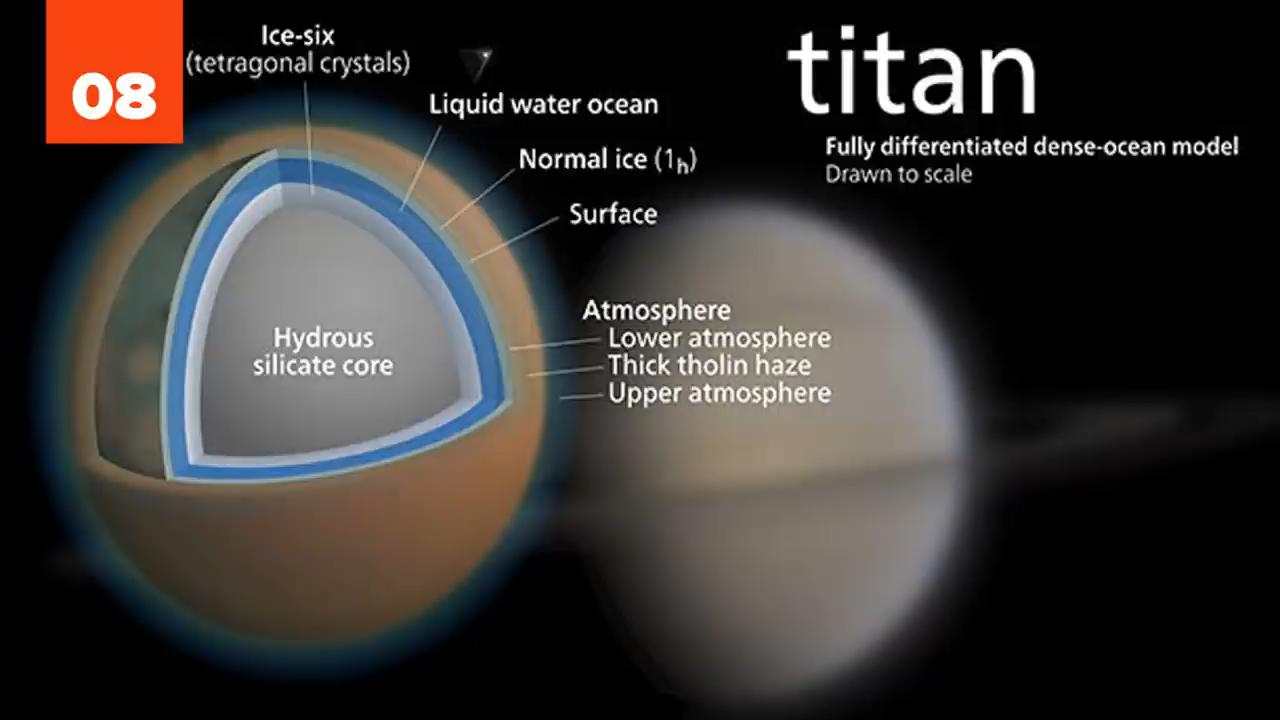 08
Ice-six
(tetragonal crystals)
Liquid water ocean
Normal ice (1h)
Surface
Atmosphere
Lower atmosphere
Thick tholin haze
Upper atmosphere
Hydrous
silicate core
titan
Fully differentiated dense-ocean model
Drawn to scale